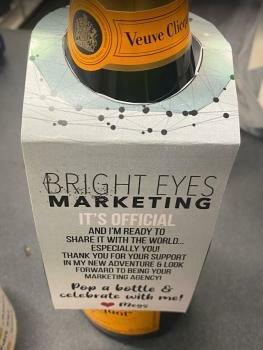 Veuve Clicq
BRIGHT EYES
MARKETING
IT'S OFFICIAL
AND I'M READY TO
SHARE IT WITH THE WORLD...
ESPECIALLY YOU!
THANK YOU FOR YOUR SUPPORT
IN MY NEW ADVENTURE & LOOK
FORWARD TO BEING YOUR
MARKETING AGENCY!
Pop a bottle &
celebrate with me!
Megs